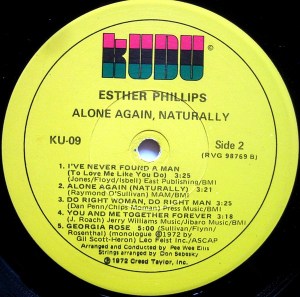 KUDU
ESTHER PHILLIPS
ALONE AGAIN, NATURALLY
KU-09
Side 2
(RVG 98769 B)
1. I'VE NEVER FOUND A MAN
(To Love Me Like You Do) 3:25
(Jones/Floyd/Isbell) East Publishing/BMI
2. ALONE AGAIN (NATURALLY) 3:21
(Raymond O'Sullivan) MAM/BMI
3. DO RIGHT WOMAN, DO RIGHT MAN 3:25
(Dan Penn/Chips Moman) Press Music/BMI
4. YOU AND ME TOGETHER FOREVER 3:18
(J. Roach) Jerry Williams Music/Jibaro Music/BMI
5. GEORGIA ROSE 5:00 (Sullivan/Flynn/
Rosenthal) (monologue ©1972 by
Gil Scott-Heron) Leo Feist Inc./ASCAP
Arranged and Conducted by Pee Wee Ellis
Strings arranged by Don Sebesky
℗1972 Creed Taylor, Inc.